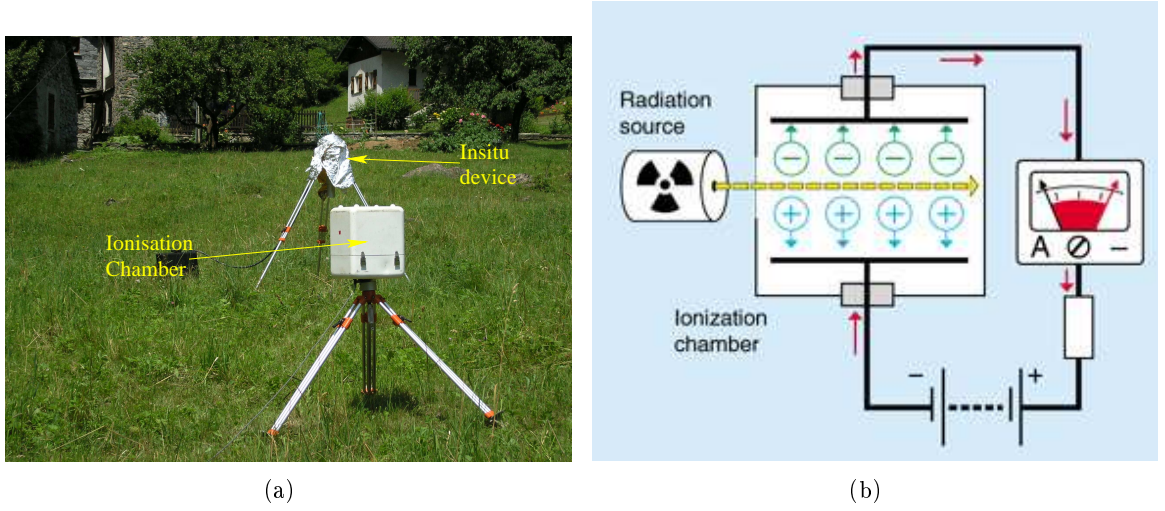 Insitu
device
Ionisation
Chamber
(a)
Radiation
source
A
−
Ionization
chamber
−
+
(b)